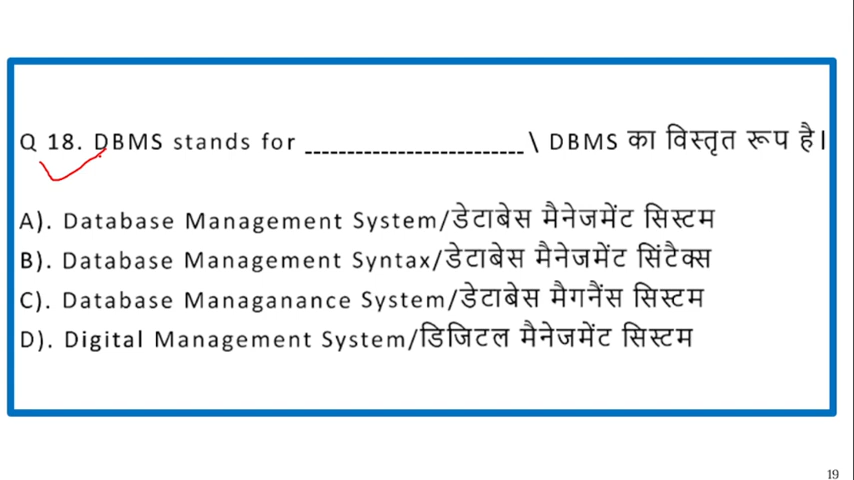 Q 18. DBMS stands for _________________________\ DBMS का विस्तृत रूप है।
A). Database Management System/डेटाबेस मैनेजमेंट सिस्टम
B). Database Management Syntax/डेटाबेस मैनेजमेंट सिंटैक्स
C). Database Managanance System/डेटाबेस मैगनैंस सिस्टम
D). Digital Management System/डिजिटल मैनेजमेंट सिस्टम
19